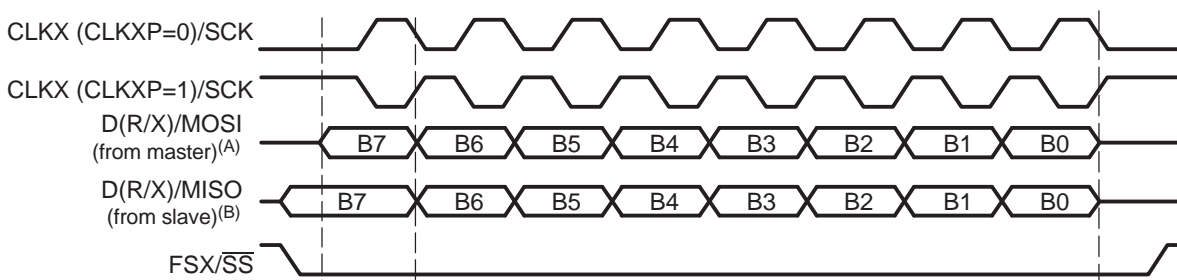 CLKX (CLKXP=0)/SCK
CLKX (CLKXP=1)/SCK
D(R/X)/MOSI
(from master)(A)
B7 B6 B5 B4 B3 B2 B1 B0
D(R/X)/MISO
(from slave)(B)
B7 B6 B5 B4 B3 B2 B1 B0
FSX/S̅S̅